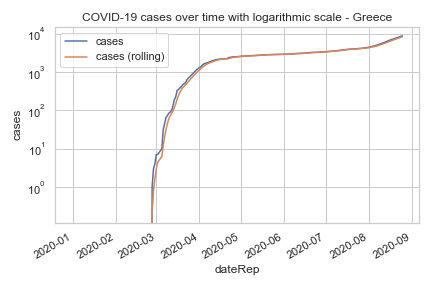 COVID-19 cases over time with logarithmic scale - Greece
cases
cases (rolling)
10⁴
10³
10²
10¹
10⁰
cases
2020-01
2020-02
2020-03
2020-04
2020-05
2020-06
2020-07
2020-08
2020-09
dateRep